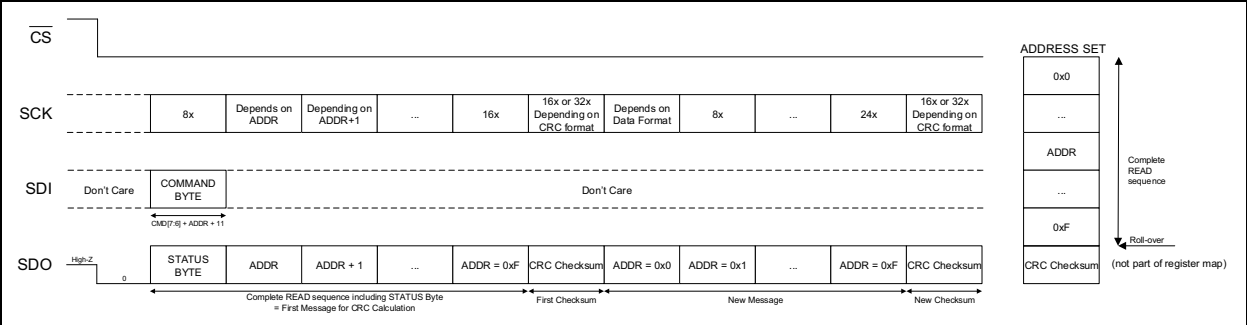 CS
ADDRESS SET
0x0
SCK
8x
Depends on
ADDR
Depending on
ADDR+1
...
16x
16x or 32x
Depending on
CRC format
Depends on
Data Format
8x
...
24x
16x or 32x
Depending on
CRC format
...
ADDR
Complete
READ
sequence
SDI
Don't Care
COMMAND
BYTE
Don't Care
...
CMD[7:6] + ADDR + 11
0xF
Roll-over
SDO
High-Z
0
STATUS
BYTE
ADDR
ADDR + 1
...
ADDR = 0xF
CRC Checksum
ADDR = 0x0
ADDR = 0x1
...
ADDR = 0xF
CRC Checksum
CRC Checksum
(not part of register map)
Complete READ sequence including STATUS Byte
= First Message for CRC Calculation
First Checksum
New Message
New Checksum